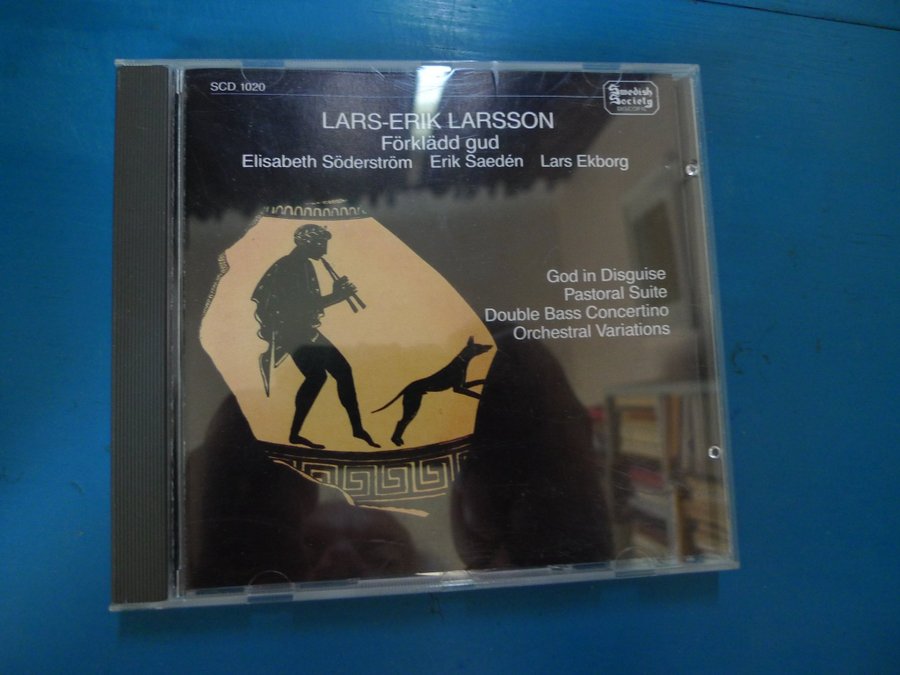 SCD 1020
Swedish
Society
DISCOFIL
LARS-ERIK LARSSON
Förklädd gud
Elisabeth Söderström Erik Saedén Lars Ekborg
God in Disguise
Pastoral Suite
Double Bass Concertino
Orchestral Variations